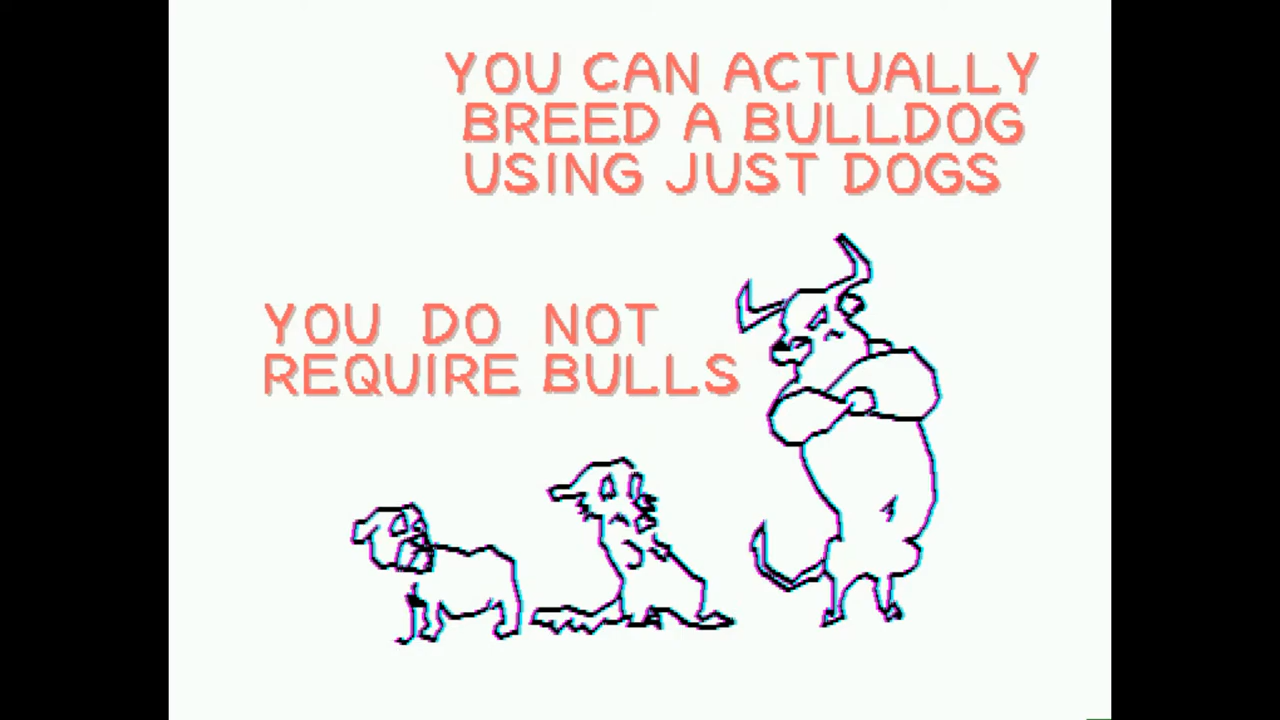 YOU CAN ACTUALLY
BREED A BULLDOG
USING JUST DOGS
YOU DO NOT
REQUIRE BULLS